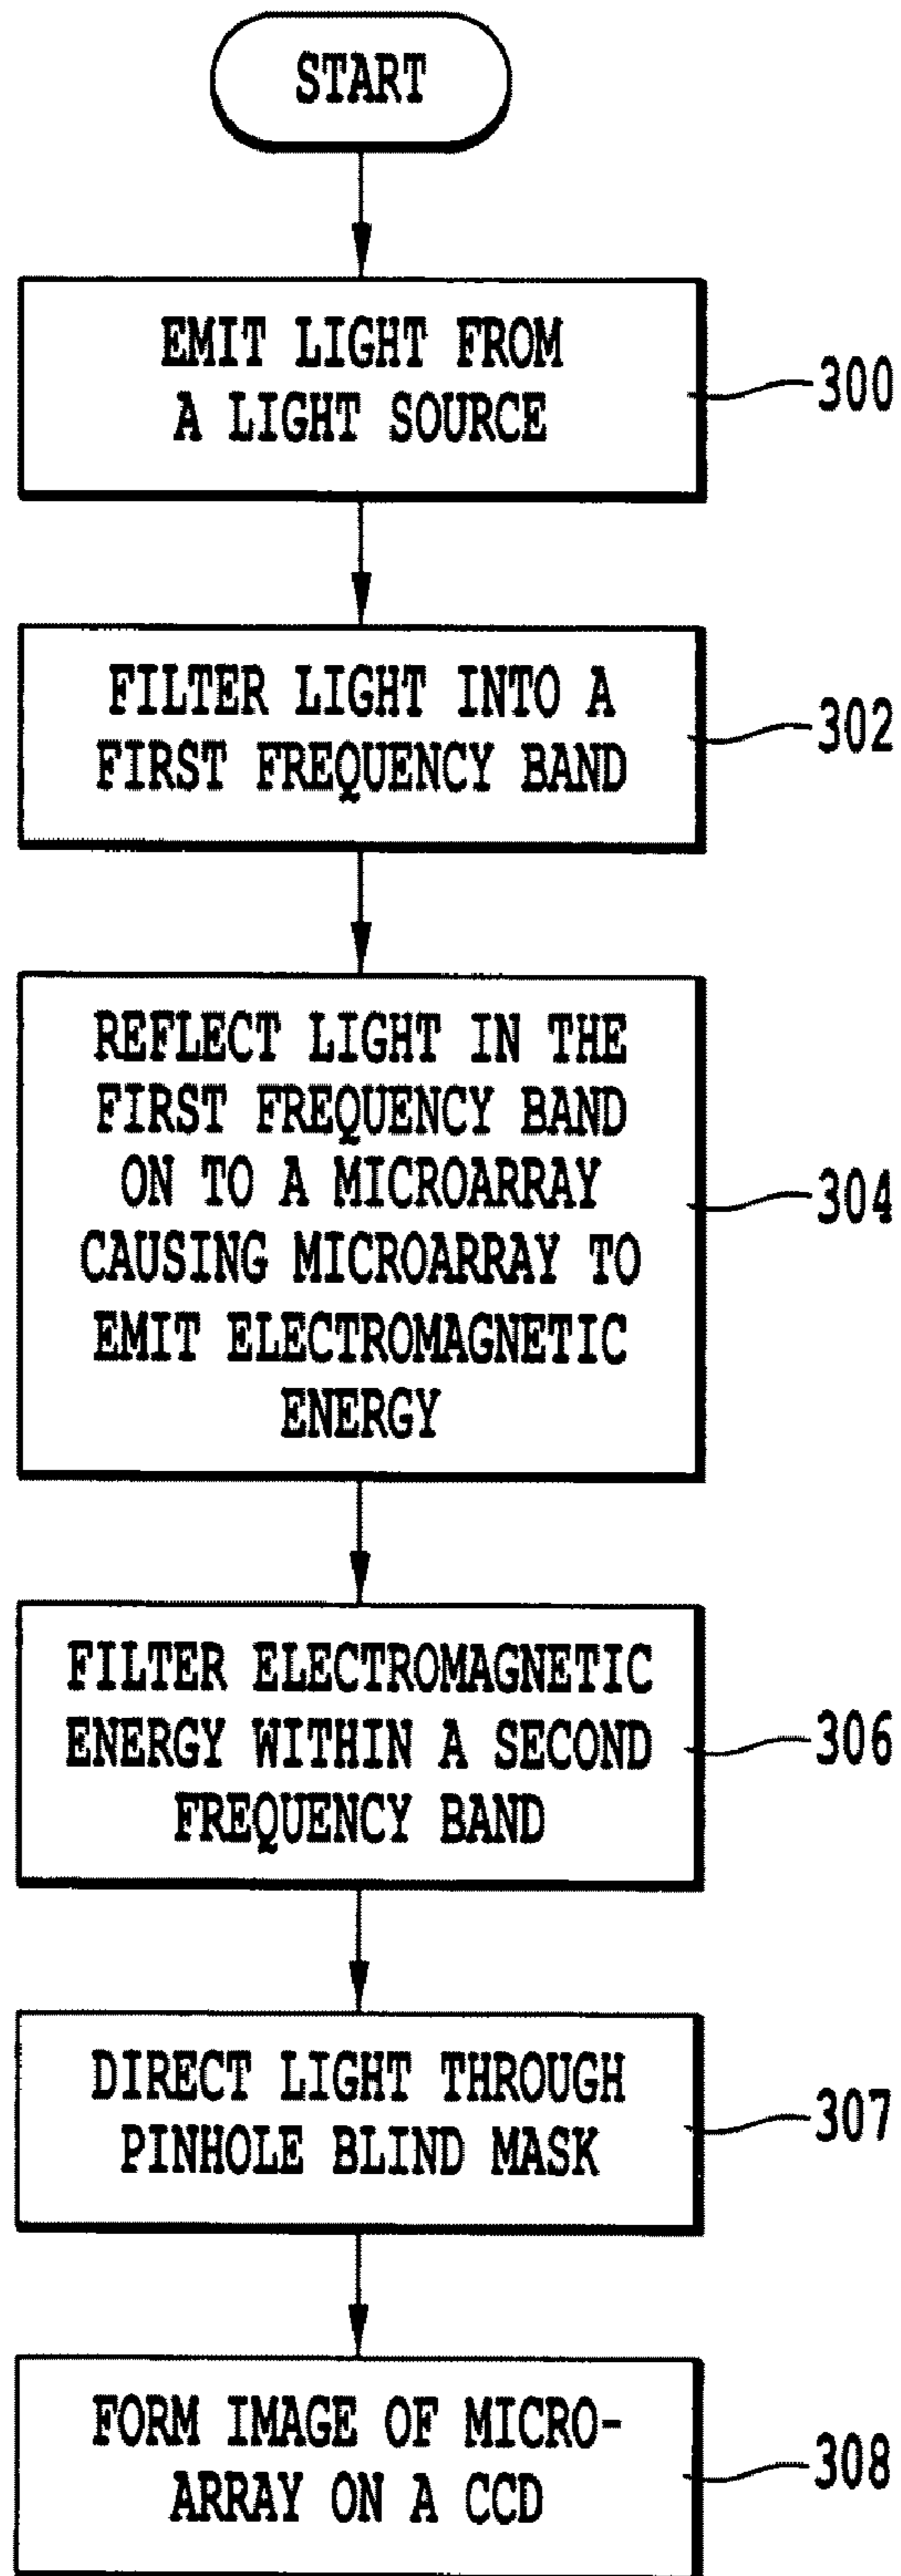 START
EMIT LIGHT FROM
A LIGHT SOURCE
300
FILTER LIGHT INTO A
FIRST FREQUENCY BAND
302
REFLECT LIGHT IN THE
FIRST FREQUENCY BAND
ON TO A MICROARRAY
CAUSING MICROARRAY TO
EMIT ELECTROMAGNETIC
ENERGY
304
FILTER ELECTROMAGNETIC
ENERGY WITHIN A SECOND
FREQUENCY BAND
306
DIRECT LIGHT THROUGH
PINHOLE BLIND MASK
307
FORM IMAGE OF MICRO-
ARRAY ON A CCD
308